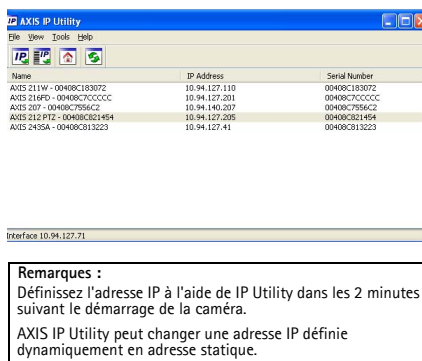 AXIS IP Utility
File View Tools Help
Name IP Address Serial Number
AXIS 211W - 00408C183072 10.94.127.110 00408C183072
AXIS 216FD - 00408C7CCCCC 10.94.127.201 00408C7CCCCC
AXIS 207 - 00408C7556C2 10.94.140.207 00408C7556C2
AXIS 212 PTZ - 00408C821454 10.94.127.205 00408C821454
AXIS 2435A - 00408C813223 10.94.127.41 00408C813223
Interface 10.94.127.71
Remarques :
Définissez l'adresse IP à l'aide de IP Utility dans les 2 minutes
suivant le démarrage de la caméra.
AXIS IP Utility peut changer une adresse IP définie
dynamiquement en adresse statique.